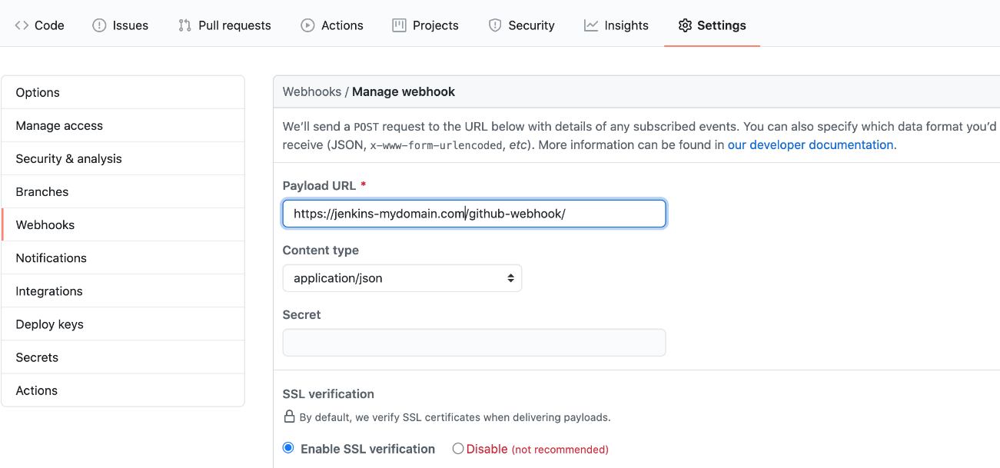 Code Issues Pull requests Actions Projects Security Insights Settings
Options
Manage access
Security & analysis
Branches
Webhooks
Notifications
Integrations
Deploy keys
Secrets
Actions
Webhooks / Manage webhook
We’ll send a POST request to the URL below with details of any subscribed events. You can also specify which data format you’d
receive (JSON, x-www-form-urlencoded, etc). More information can be found in our developer documentation.
Payload URL *
https://jenkins-mydomain.com/github-webhook/
Content type
application/json
Secret
SSL verification
By default, we verify SSL certificates when delivering payloads.
Enable SSL verification Disable (not recommended)